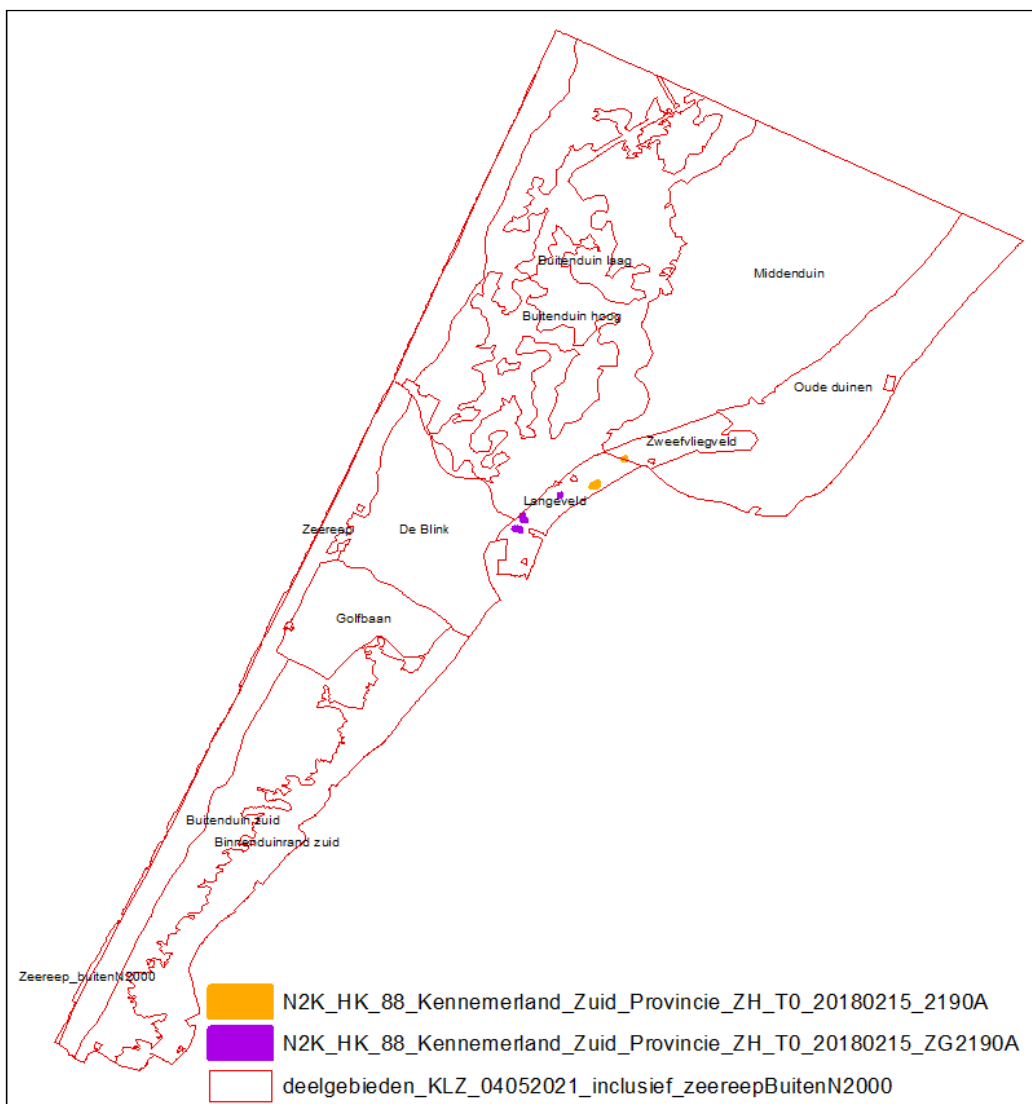 Buitenduin laag
Middenduin
Buitenduin hoog
Oude duinen
Zweefvliegveld
Langeveld
Zeereep
De Blink
Golfbaan
Buitenduin zuid
Binnenduinrand zuid
Zeereep_buitenN2000
N2K_HK_88_Kennemerland_Zuid_Provincie_ZH_T0_20180215_2190A
N2K_HK_88_Kennemerland_Zuid_Provincie_ZH_T0_20180215_ZG2190A
deelgebieden_KLZ_04052021_inclusief_zeereepBuitenN2000